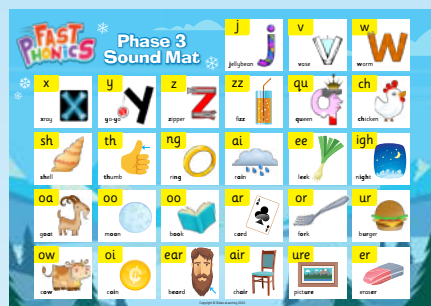 FAST
PHONICS
Phase 3
Sound Mat
j
jellybean
v
vase
w
worm
x
xray
y
yo-yo
z
zipper
zz
fizz
qu
queen
ch
chicken
sh
shell
th
thumb
ng
ring
ai
rain
ee
leek
igh
night
oa
goat
oo
moon
oo
book
ar
card
or
fork
ur
burger
ow
cow
oi
coin
ear
beard
air
chair
ure
picture
er
eraser